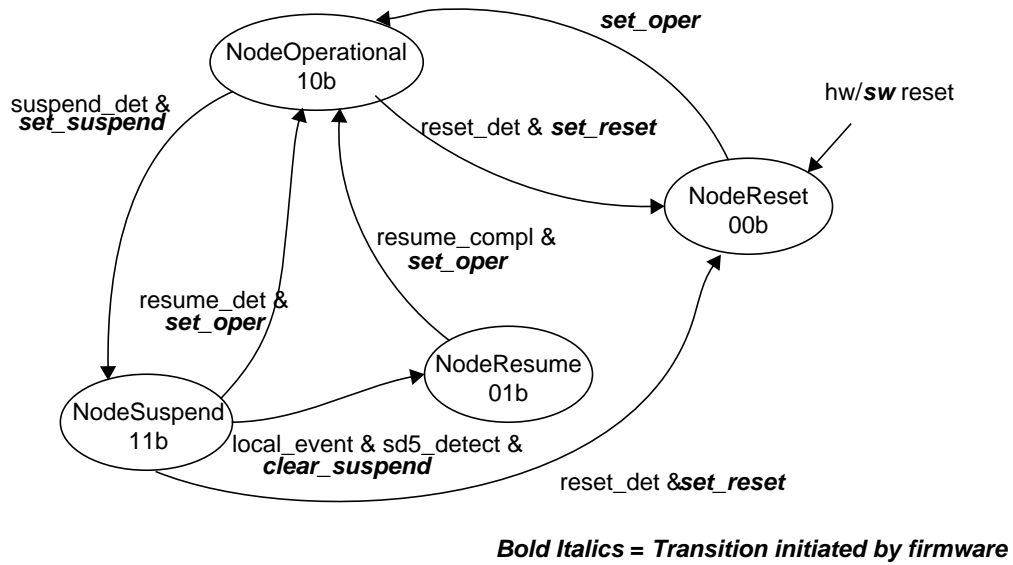 set_oper
NodeOperational
10b
suspend_det &
set_suspend
hw/sw reset
reset_det & set_reset
NodeReset
00b
resume_compl &
set_oper
resume_det &
set_oper
NodeResume
01b
NodeSuspend
11b
local_event & sd5_detect &
clear_suspend
reset_det &set_reset
Bold Italics = Transition initiated by firmware